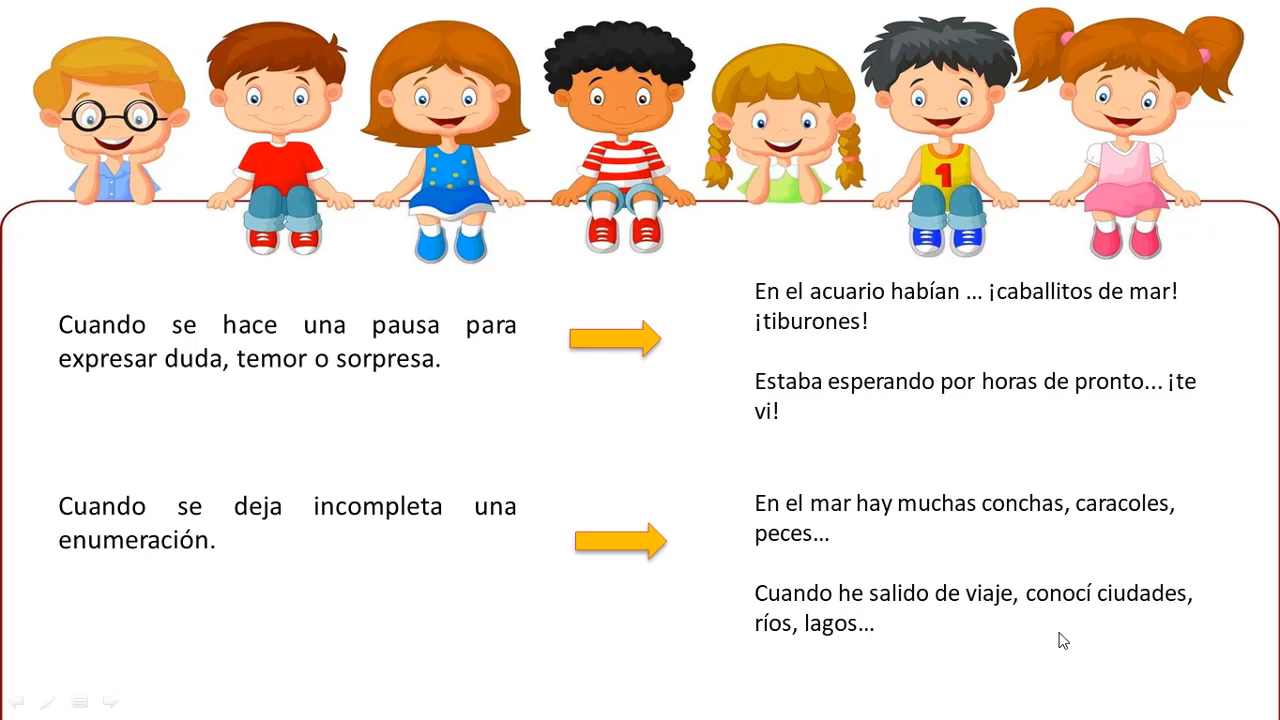 1
Cuando se hace una pausa para
expresar duda, temor o sorpresa.
En el acuario habían ... ¡caballitos de mar!
¡tiburones!
Estaba esperando por horas de pronto... ¡te
vi!
Cuando se deja incompleta una
enumeración.
En el mar hay muchas conchas, caracoles,
peces...
Cuando he salido de viaje, conocí ciudades,
ríos, lagos...